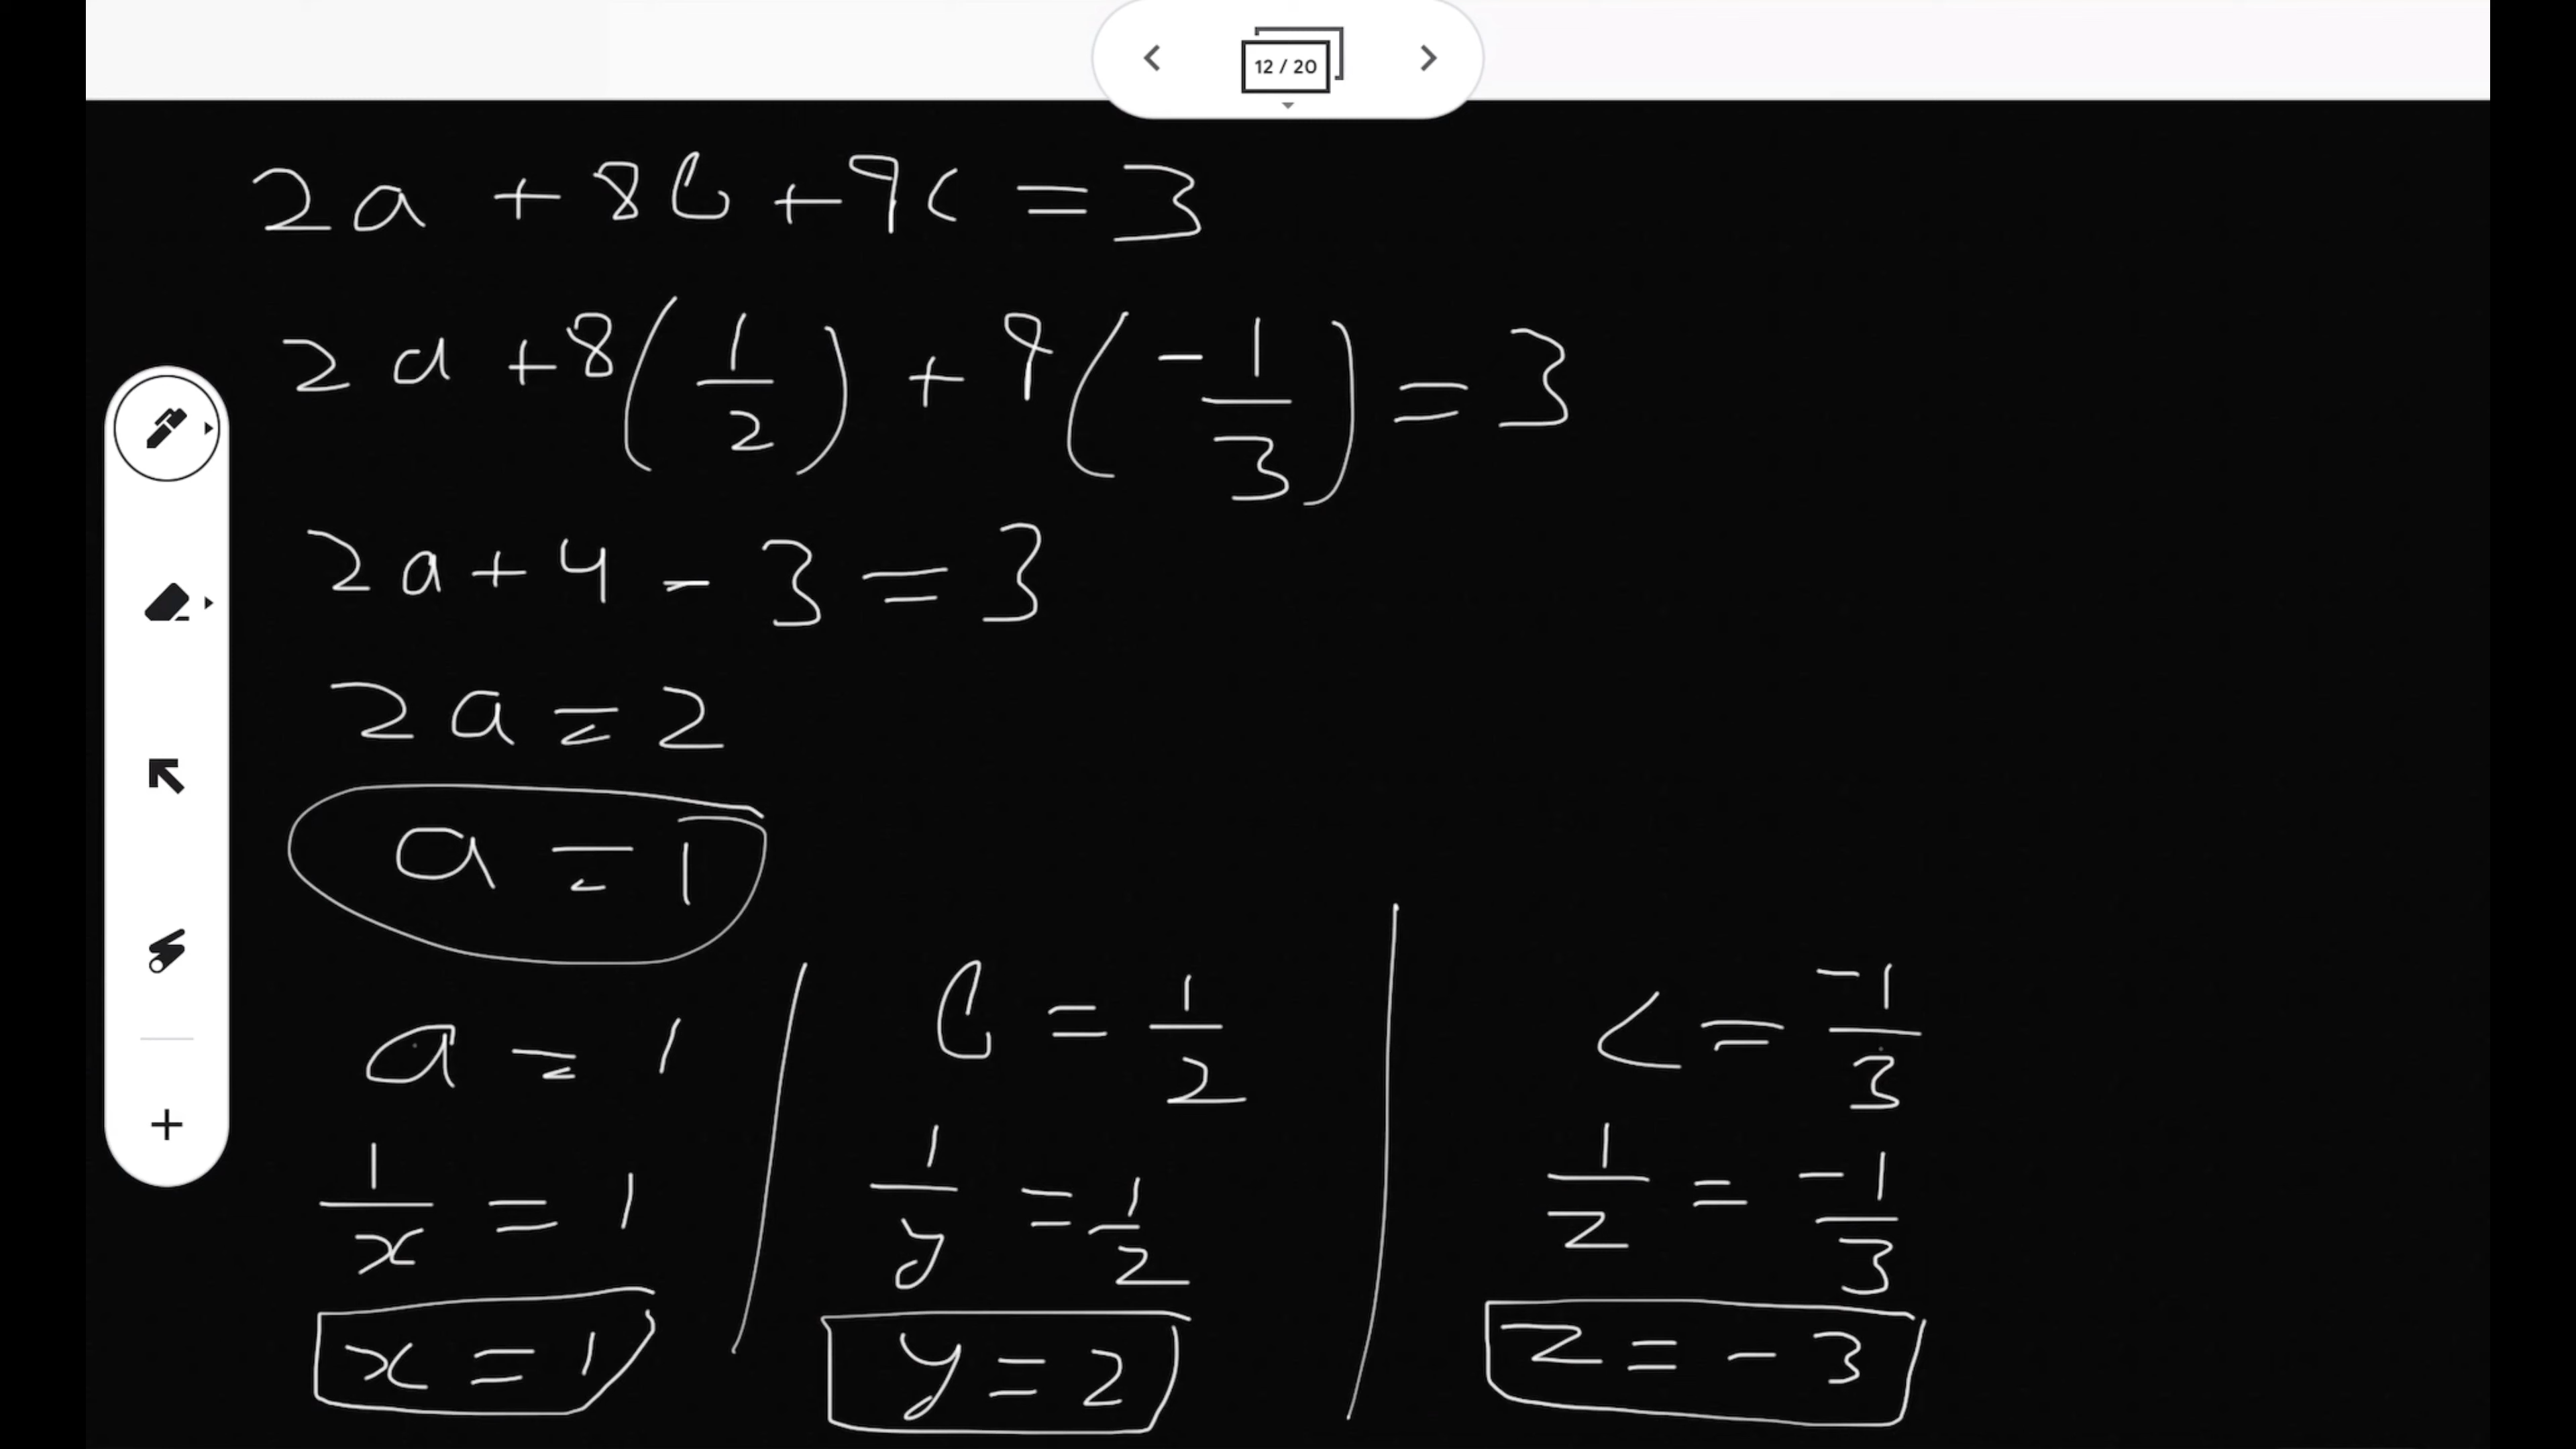 12 / 20
2a + 8b + 9c = 3
2a + 8(1/2) + 9(-1/3) = 3
2a + 4 - 3 = 3
2a = 2
a = 1
a = 1
1/x = 1
x = 1
b = 1/2
1/y = 1/2
y = 2
c = -1/3
1/z = -1/3
z = -3